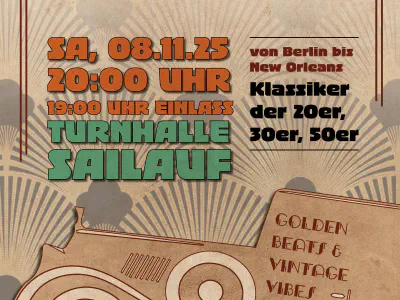 SA, 08.11.25
20:00 UHR
19:00 UHR EINLASS
TURNHALLE
SAILAUF
von Berlin bis
New Orleans
Klassiker
der 20er,
30er, 50er
GOLDEN
BEATS &
VINTAGE
VIBES